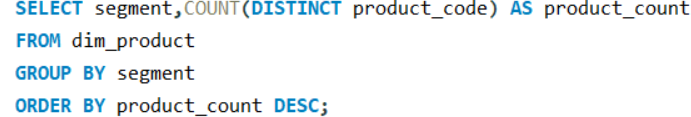 SELECT segment,COUNT(DISTINCT product_code) AS product_count
FROM dim_product
GROUP BY segment
ORDER BY product_count DESC;